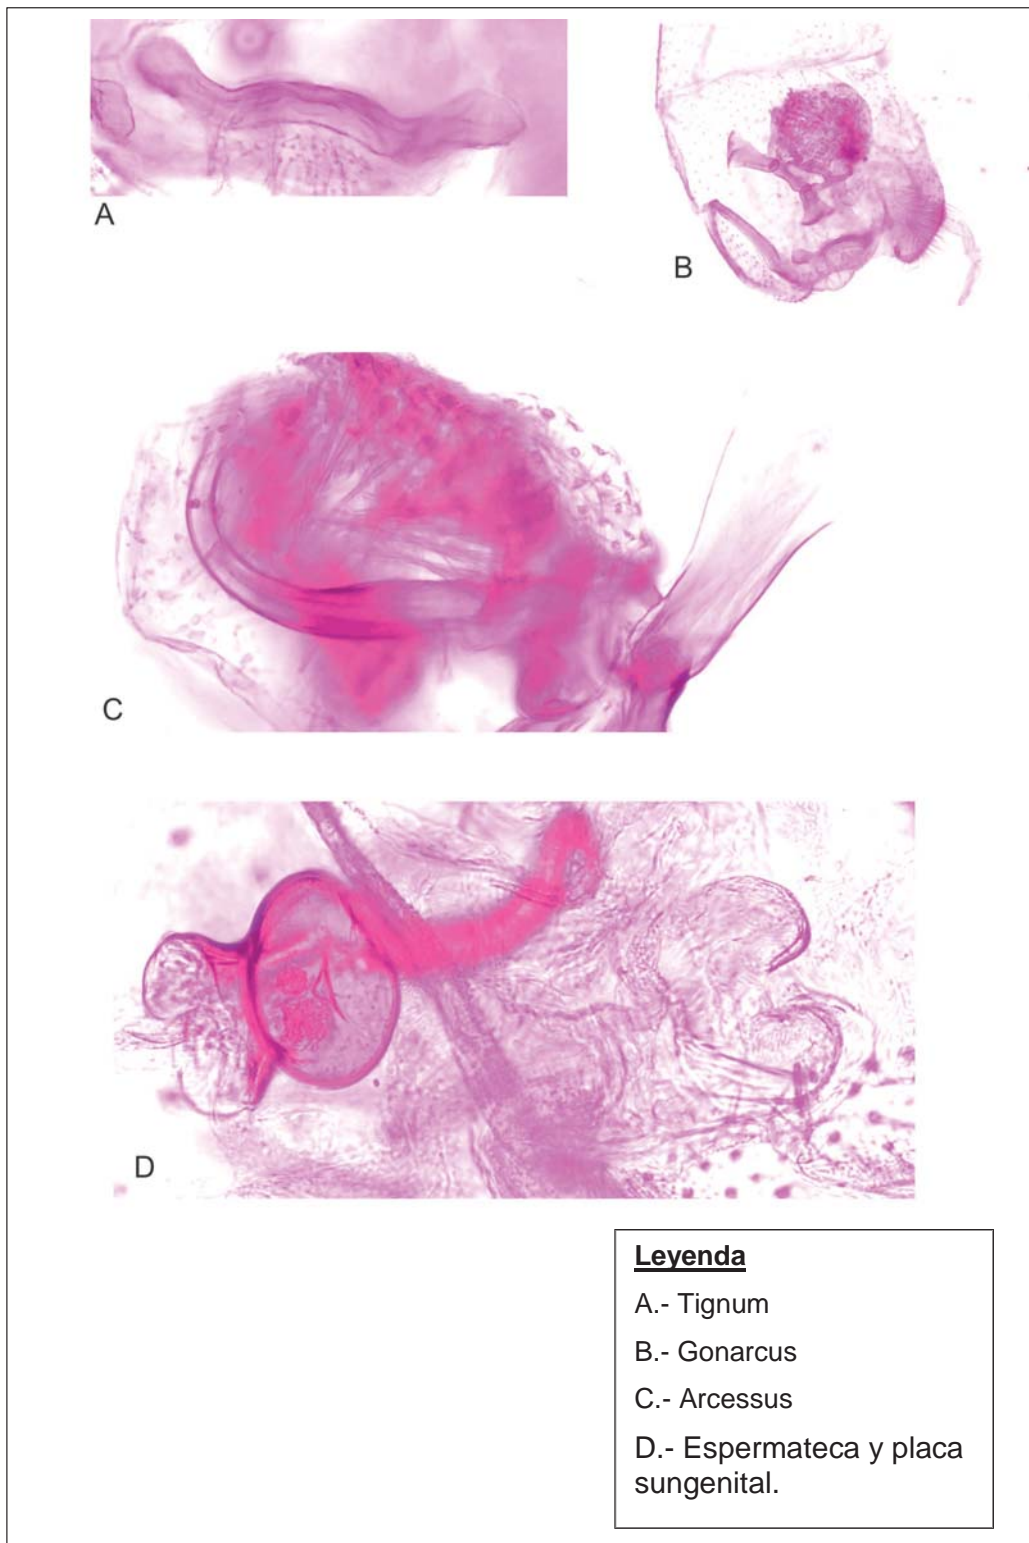 A
B
C
D
Leyenda
A.- Tignum
B.- Gonarcus
C.- Arcessus
D.- Espermateca y placa
sungenital.